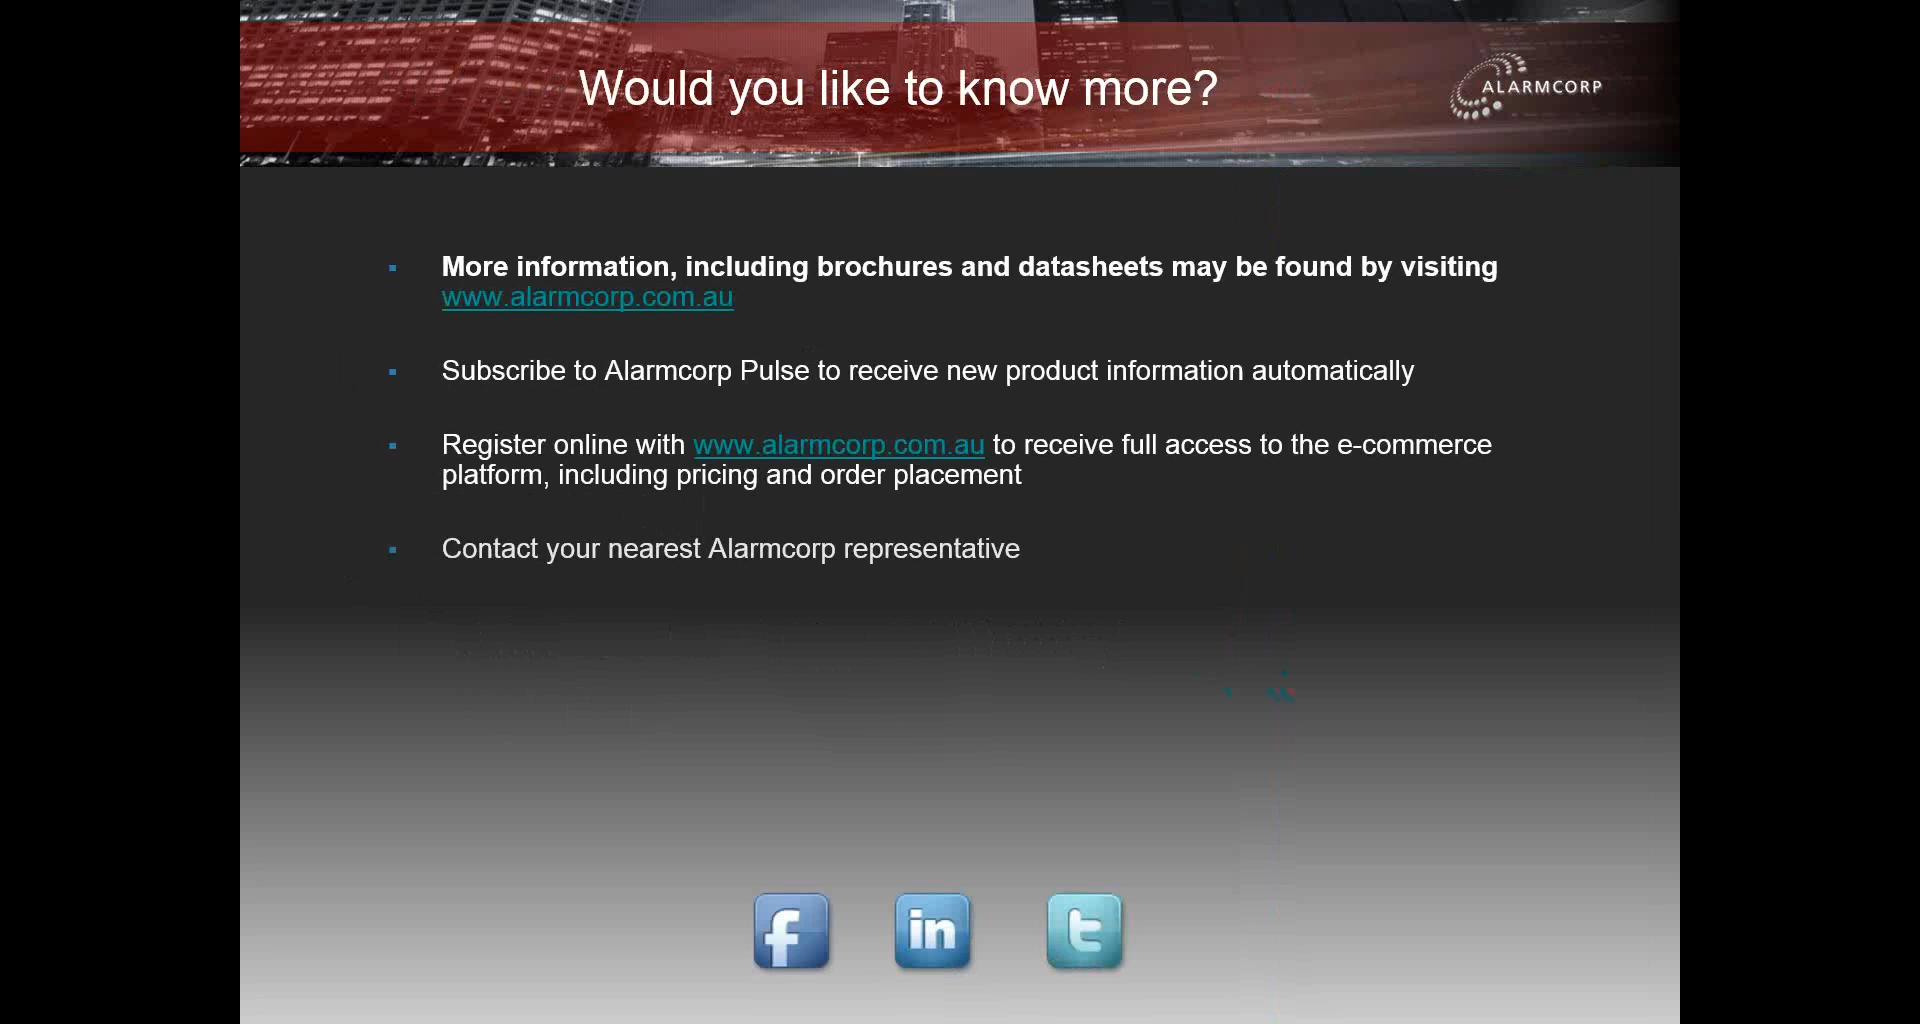 Would you like to know more?
ALARMCORP
▪ More information, including brochures and datasheets may be found by visiting
www.alarmcorp.com.au
▪ Subscribe to Alarmcorp Pulse to receive new product information automatically
▪ Register online with www.alarmcorp.com.au to receive full access to the e-commerce
platform, including pricing and order placement
▪ Contact your nearest Alarmcorp representative
f in t